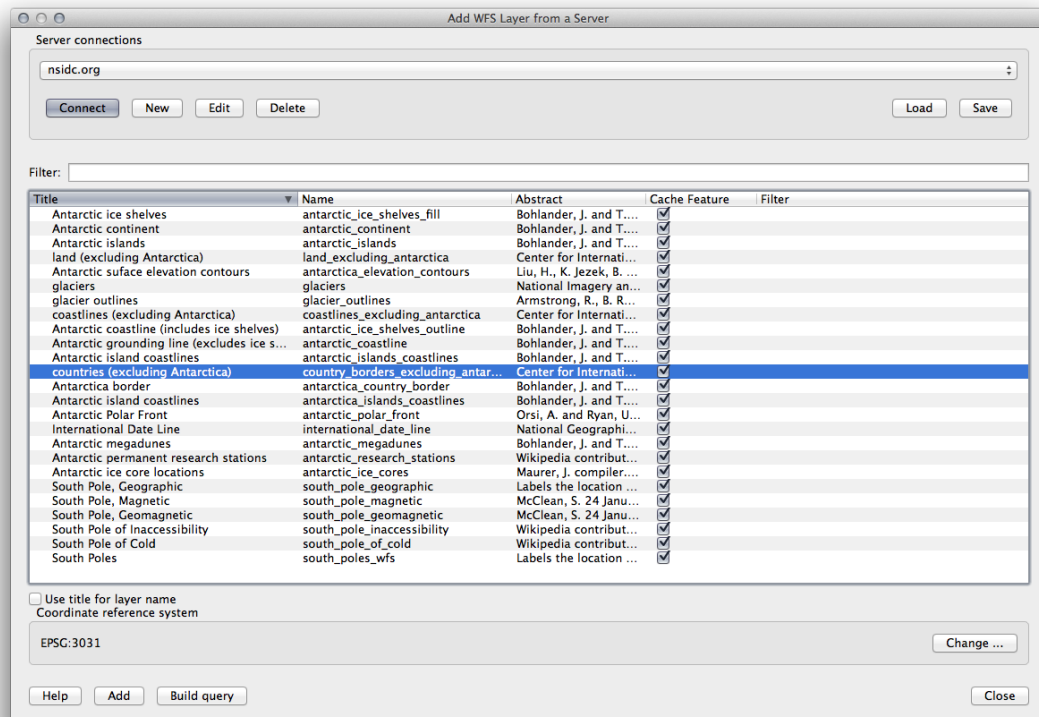 Add WFS Layer from a Server
Server connections
nsidc.org
Connect New Edit Delete Load Save
Filter:
Title Name Abstract Cache Feature Filter
Antarctic ice shelves antarctic_ice_shelves_fill Bohlander, J. and T....
Antarctic continent antarctic_continent Bohlander, J. and T....
Antarctic islands antarctic_islands Bohlander, J. and T....
land (excluding Antarctica) land_excluding_antarctica Center for Internati...
Antarctic suface elevation contours antarctica_elevation_contours Liu, H., K. Jezek, B. ...
glaciers glaciers National Imagery an...
glacier outlines glacier_outlines Armstrong, R., B. R...
coastlines (excluding Antarctica) coastlines_excluding_antarctica Center for Internati...
Antarctic coastline (includes ice shelves) antarctic_ice_shelves_outline Bohlander, J. and T....
Antarctic grounding line (excludes ice s... antarctic_coastline Bohlander, J. and T....
Antarctic island coastlines antarctic_islands_coastlines Bohlander, J. and T....
countries (excluding Antarctica) country_borders_excluding_antar... Center for Internati...
Antarctica border antarctica_country_border Bohlander, J. and T....
Antarctic island coastlines antarctica_islands_coastlines Bohlander, J. and T....
Antarctic Polar Front antarctic_polar_front Orsi, A. and Ryan, U...
International Date Line international_date_line National Geographi...
Antarctic megadunes antarctic_megadunes Bohlander, J. and T....
Antarctic permanent research stations antarctic_research_stations Wikipedia contribut...
Antarctic ice core locations antarctic_ice_cores Maurer, J. compiler....
South Pole, Geographic south_pole_geographic Labels the location ...
South Pole, Magnetic south_pole_magnetic McClean, S. 24 Janu...
South Pole, Geomagnetic south_pole_geomagnetic McClean, S. 24 Janu...
South Pole of Inaccessibility south_pole_inaccessibility Wikipedia contribut...
South Pole of Cold south_pole_of_cold Wikipedia contribut...
South Poles south_poles_wfs Labels the location ...
Use title for layer name
Coordinate reference system
EPSG:3031 Change ...
Help Add Build query Close